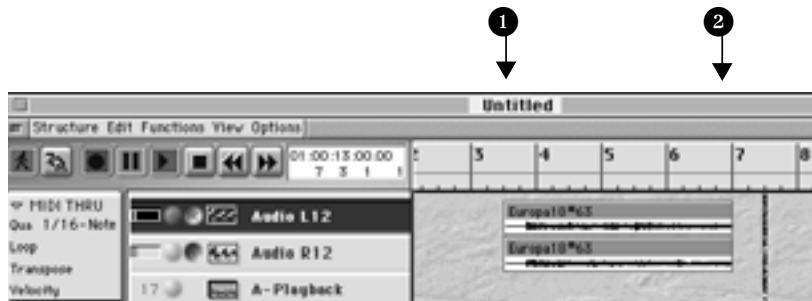 1 2
Untitled
Structure Edit Functions View Options
01:00:13:00.00
7 3 1 1
3 4 5 6 7 8
MIDI THRU
Qua 1/16-Note
Loop
Transpose
Velocity
Audio L12
Audio R12
17 A-Playback
Europa10#63
Europa10#63